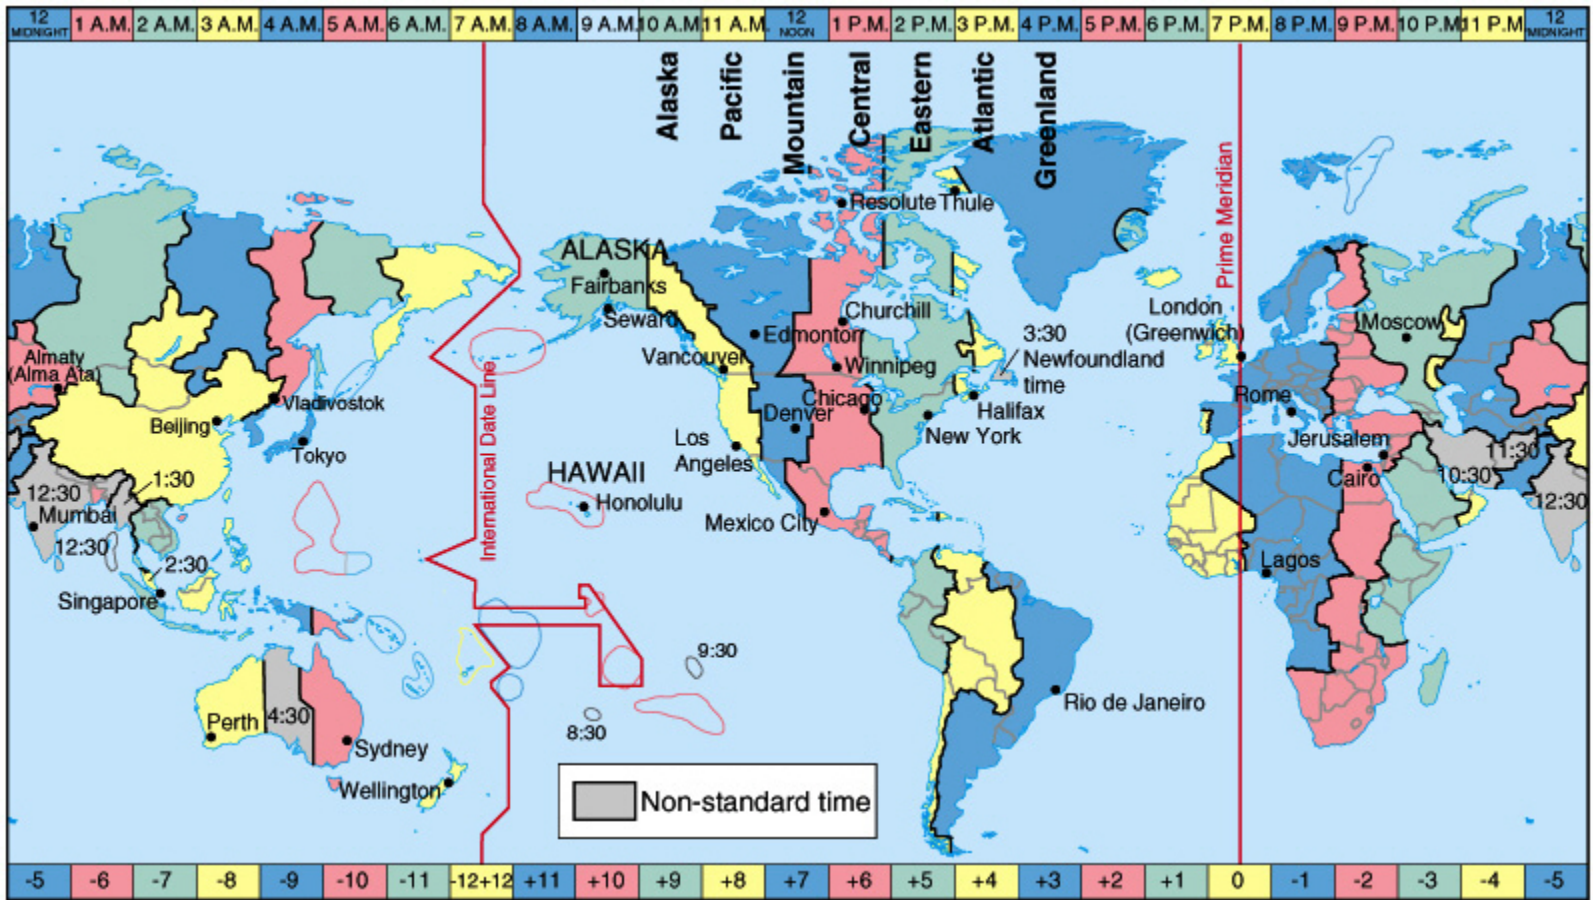 12 MIDNIGHT 1 A.M. 2 A.M. 3 A.M. 4 A.M. 5 A.M. 6 A.M. 7 A.M. 8 A.M. 9 A.M. 10 A.M. 11 A.M. 12 NOON 1 P.M. 2 P.M. 3 P.M. 4 P.M. 5 P.M. 6 P.M. 7 P.M. 8 P.M. 9 P.M. 10 P.M. 11 P.M. 12 MIDNIGHT
Alaska
Pacific
Mountain
Central
Eastern
Atlantic
Greenland
Prime Meridian
International Date Line
Resolute
Thule
ALASKA
Fairbanks
Seward
Churchill
Edmonton
Vancouver
Winnipeg
3:30
Newfoundland
time
London
(Greenwich)
Moscow
Almaty
(Alma Ata)
Vladivostok
Beijing
Tokyo
Chicago
Denver
Halifax
New York
Los
Angeles
Rome
Jerusalem
Cairo
11:30
10:30
12:30
1:30
12:30
Mumbai
12:30
2:30
Singapore
HAWAII
Honolulu
Mexico City
Lagos
9:30
8:30
Rio de Janeiro
Perth
4:30
Sydney
Wellington
Non-standard time
-5 -6 -7 -8 -9 -10 -11 -12+12 +11 +10 +9 +8 +7 +6 +5 +4 +3 +2 +1 0 -1 -2 -3 -4 -5